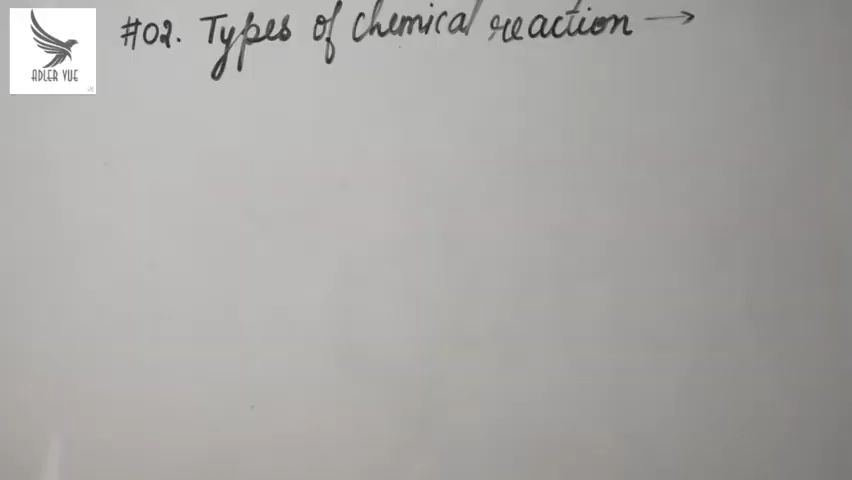 ADLER VUE
#02. Types of chemical reaction →